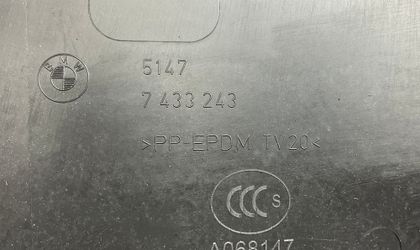 BMW
5147
7 433 243
>PP-EPDM TV20<
CCC S
A068147